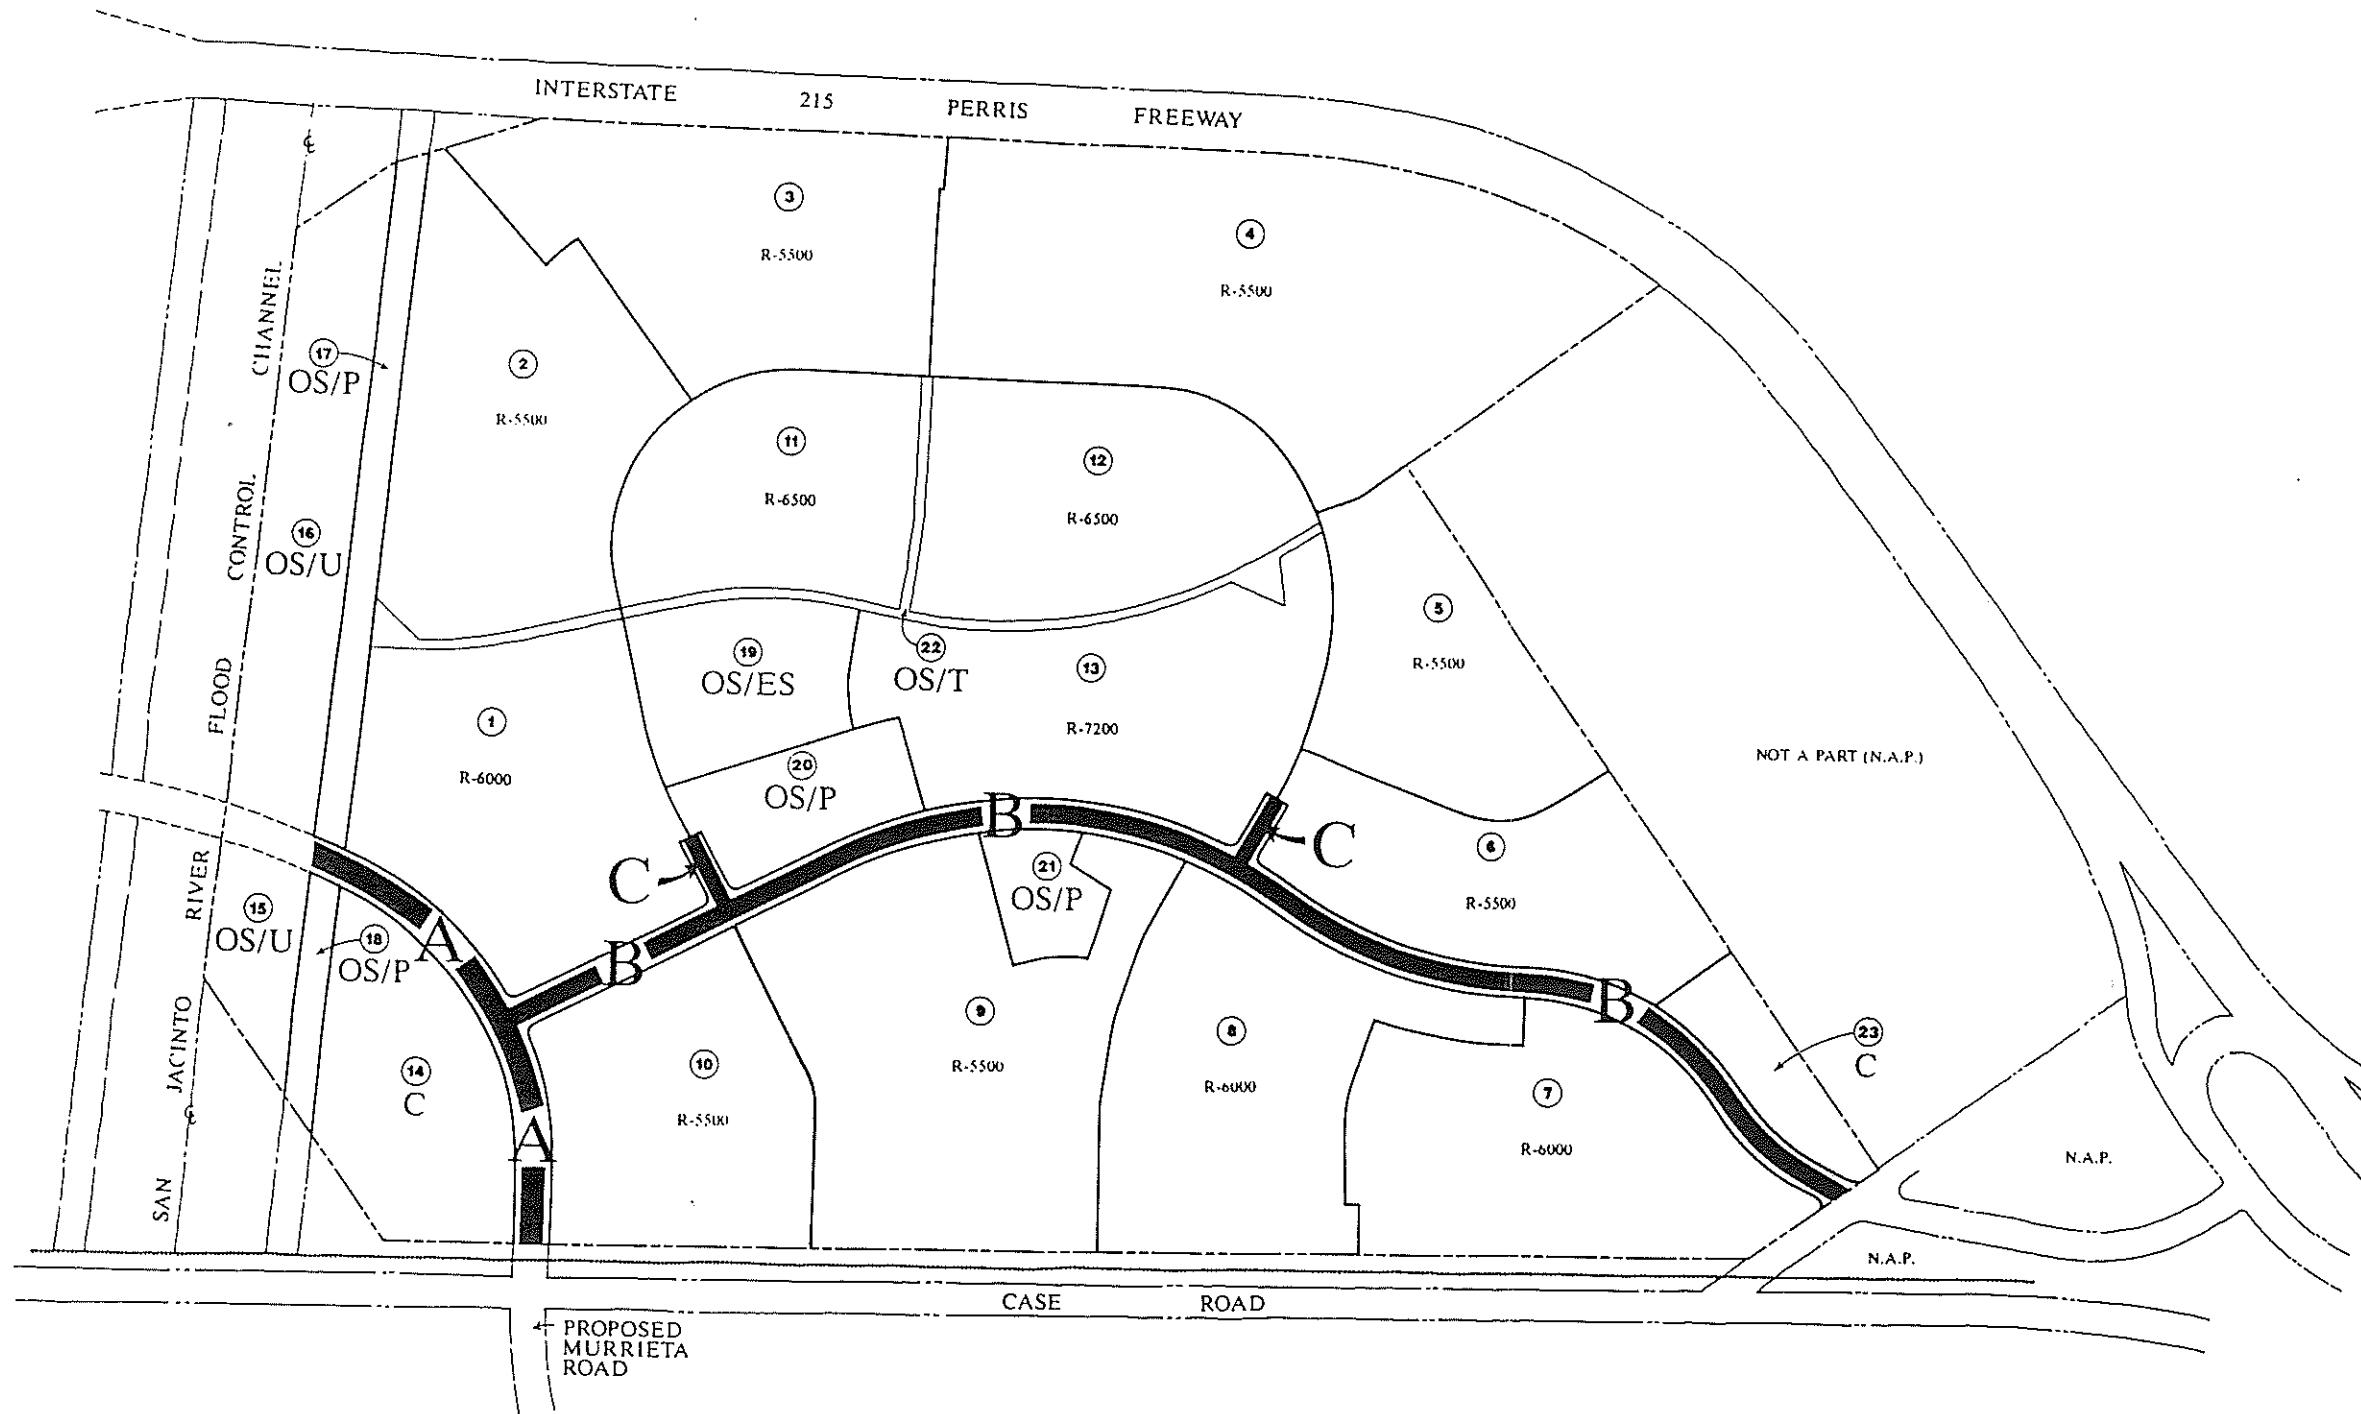 INTERSTATE 215 PERRIS FREEWAY
℄
3
R-5500
4
R-5500
17
OS/P
2
R-5500
11
R-6500
12
R-6500
16
OS/U
5
R-5500
19
OS/ES
22
OS/T
13
R-7200
1
R-6000
20
OS/P
NOT A PART (N.A.P.)
B
C
C
21
OS/P
6
R-5500
15
OS/U
18
OS/P
A
B
B
9
R-5500
8
R-6000
23
C
10
R-5500
14
C
7
R-6000
℄
A
N.A.P.
N.A.P.
SAN JACINTO RIVER FLOOD CONTROL CHANNEL
CASE ROAD
PROPOSED
MURRIETA
ROAD